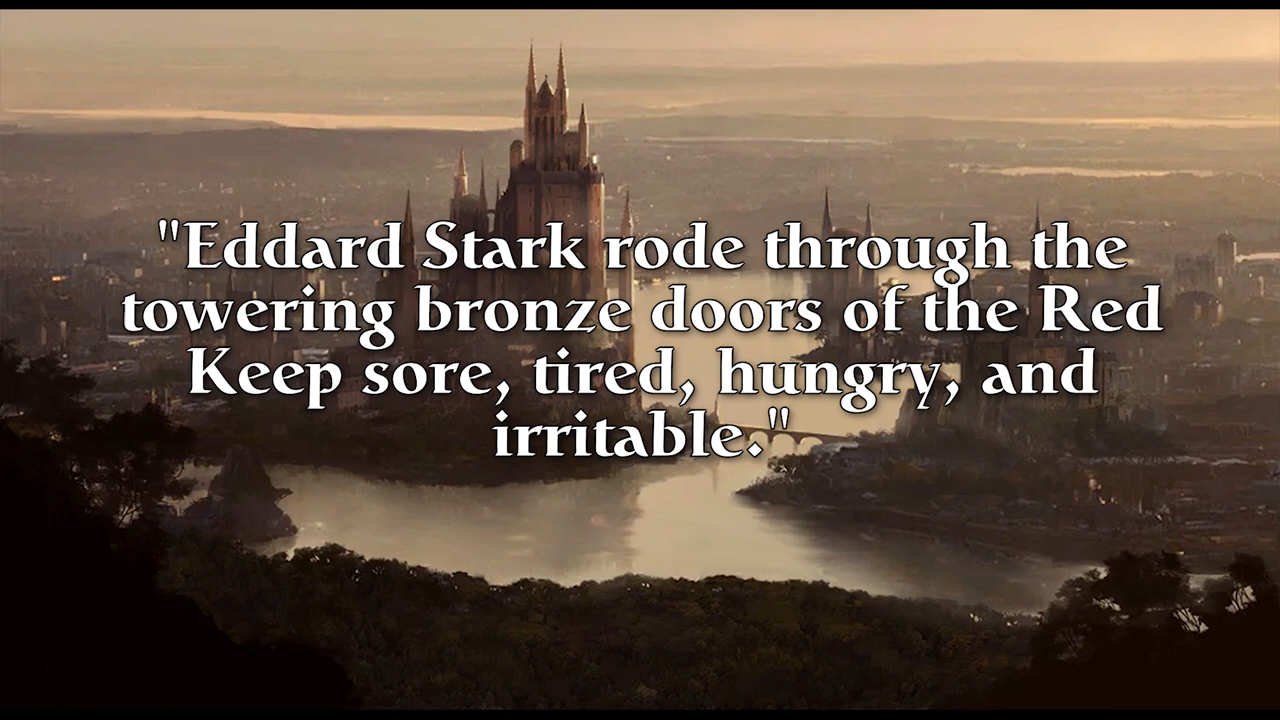 "Eddard Stark rode through the
towering bronze doors of the Red
Keep sore, tired, hungry, and
irritable."